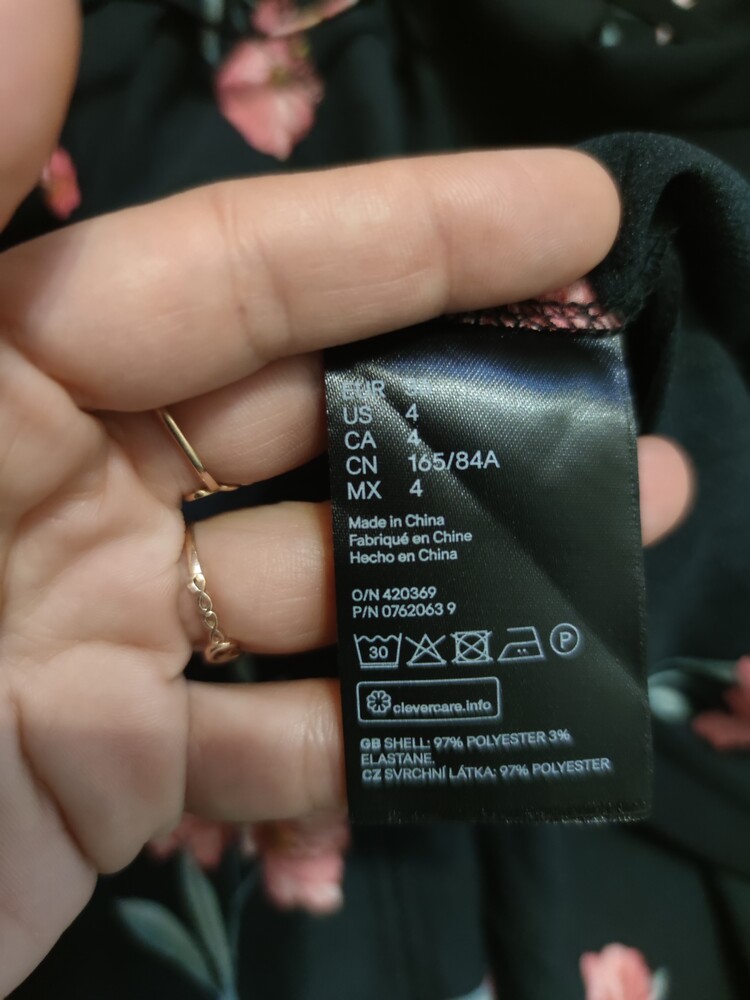 EUR
US 4
CA 4
CN 165/84A
MX 4
Made in China
Fabriqué en Chine
Hecho en China
O/N 420369
P/N 0762063 9
30 P
clevercare.info
GB SHELL: 97% POLYESTER 3%
ELASTANE.
CZ SVRCHNÍ LÁTKA: 97% POLYESTER